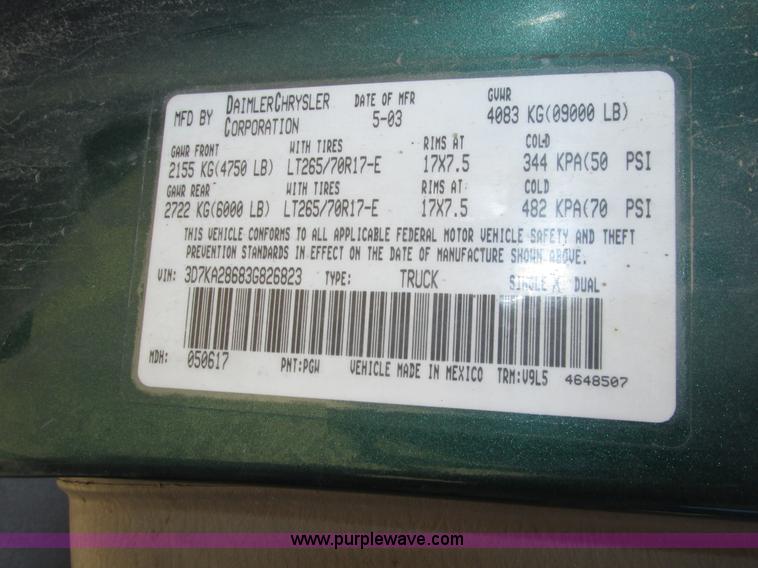 MFD BY DAIMLERCHRYSLER CORPORATION DATE OF MFR 5-03 GVWR 4083 KG(09000 LB)
GAWR FRONT WITH TIRES RIMS AT COLD
2155 KG(4750 LB) LT265/70R17-E 17X7.5 344 KPA(50 PSI
GAWR REAR WITH TIRES RIMS AT COLD
2722 KG(6000 LB) LT265/70R17-E 17X7.5 482 KPA(70 PSI
THIS VEHICLE CONFORMS TO ALL APPLICABLE FEDERAL MOTOR VEHICLE SAFETY AND THEFT
PREVENTION STANDARDS IN EFFECT ON THE DATE OF MANUFACTURE SHOWN ABOVE.
VIN: 3D7KA28683G826823 TYPE: TRUCK SINGLE X DUAL
MDH: 050617 PNT:PGW VEHICLE MADE IN MEXICO TRM:V9L5 4648507
www.purplewave.com